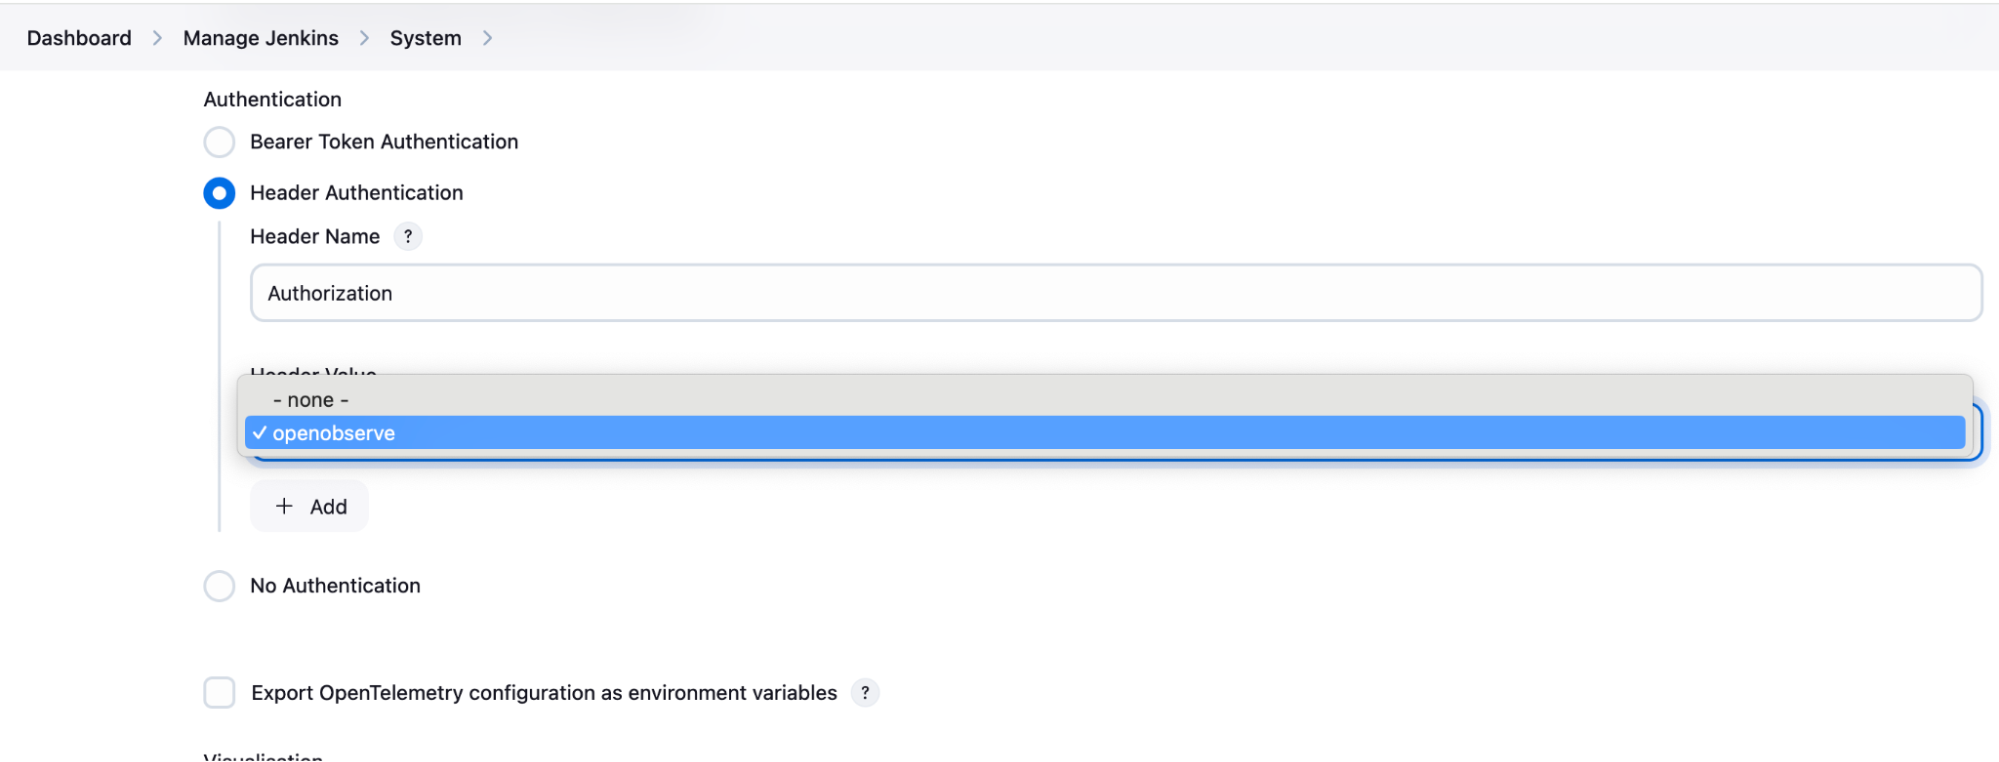 Dashboard > Manage Jenkins > System >
Authentication
Bearer Token Authentication
Header Authentication
Header Name ?
Authorization
Header Value
- none -
✓ openobserve
+ Add
No Authentication
Export OpenTelemetry configuration as environment variables ?
Visualisation